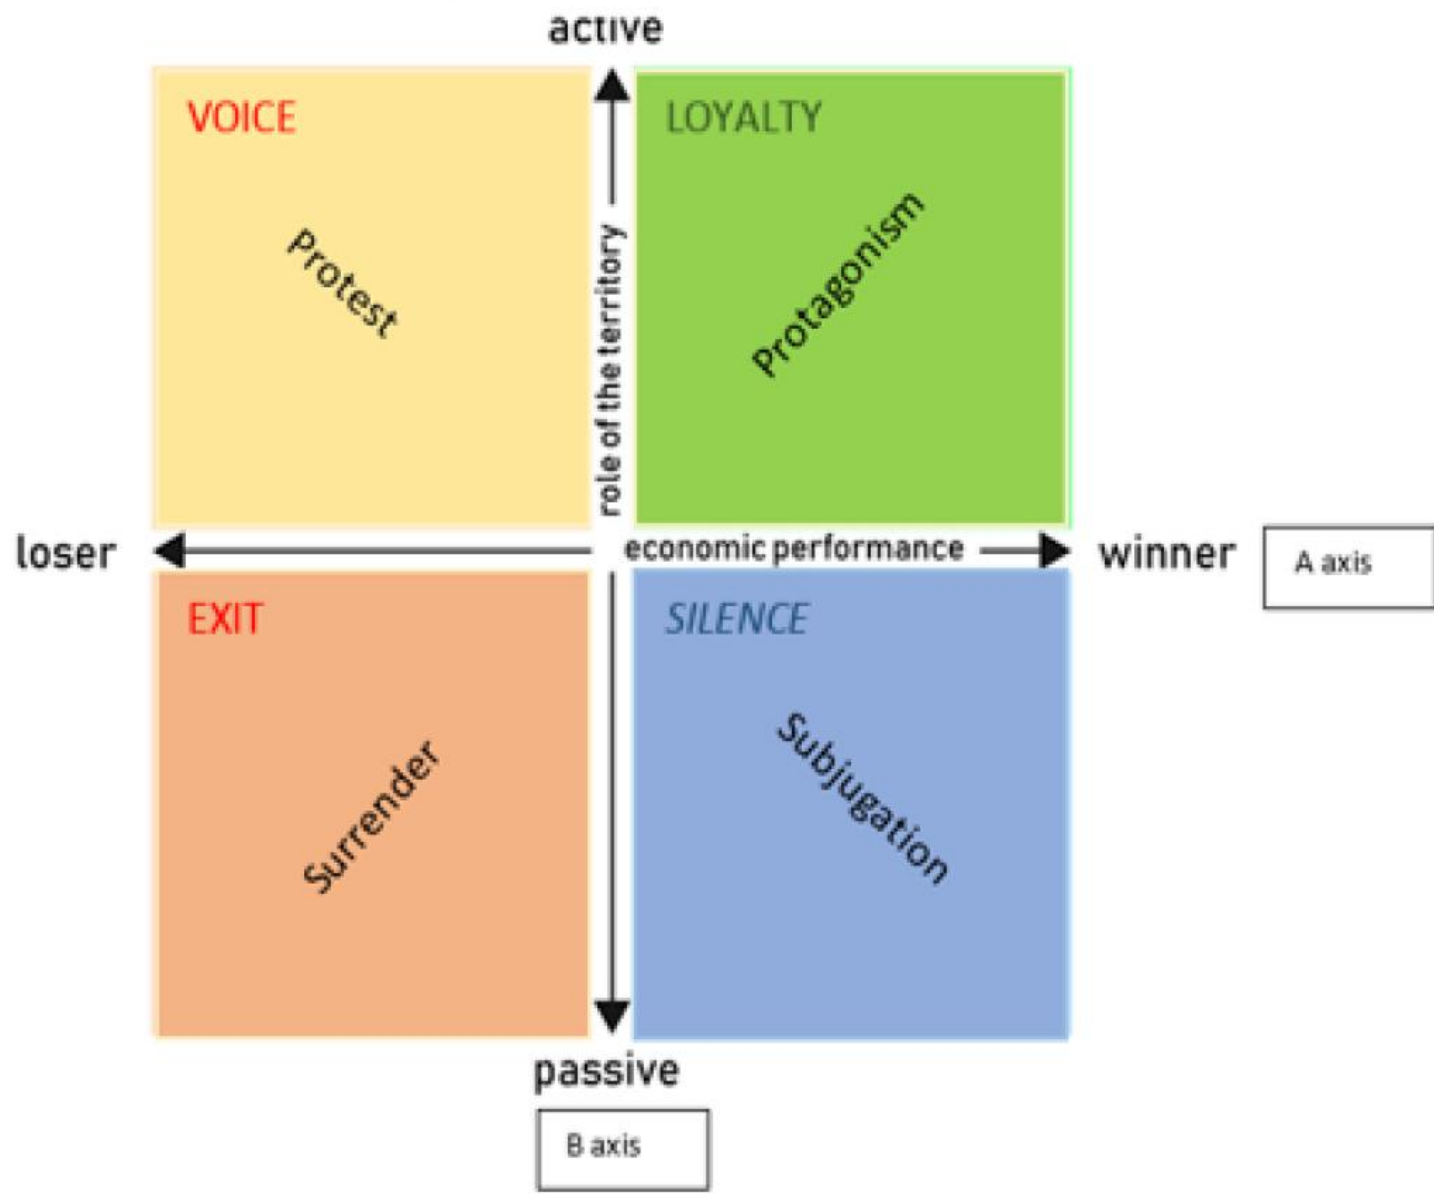 active
VOICE
LOYALTY
Protest
Protagonism
role of the territory
loser
economic performance
winner
A axis
EXIT
SILENCE
Surrender
Subjugation
passive
B axis